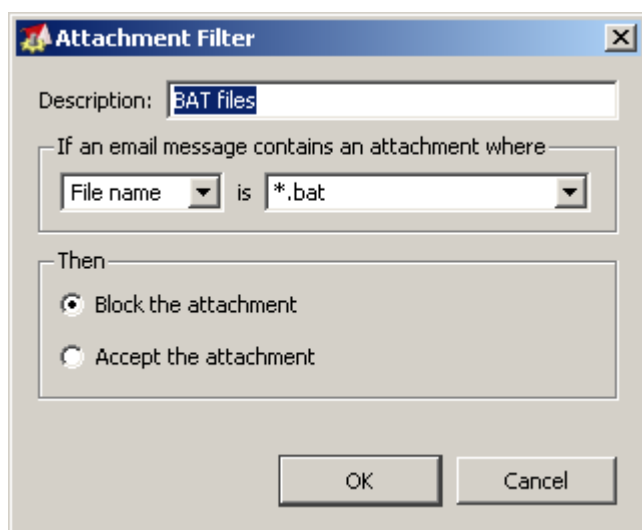 Attachment Filter
Description: BAT files
If an email message contains an attachment where
File name is *.bat
Then
Block the attachment
Accept the attachment
OK Cancel